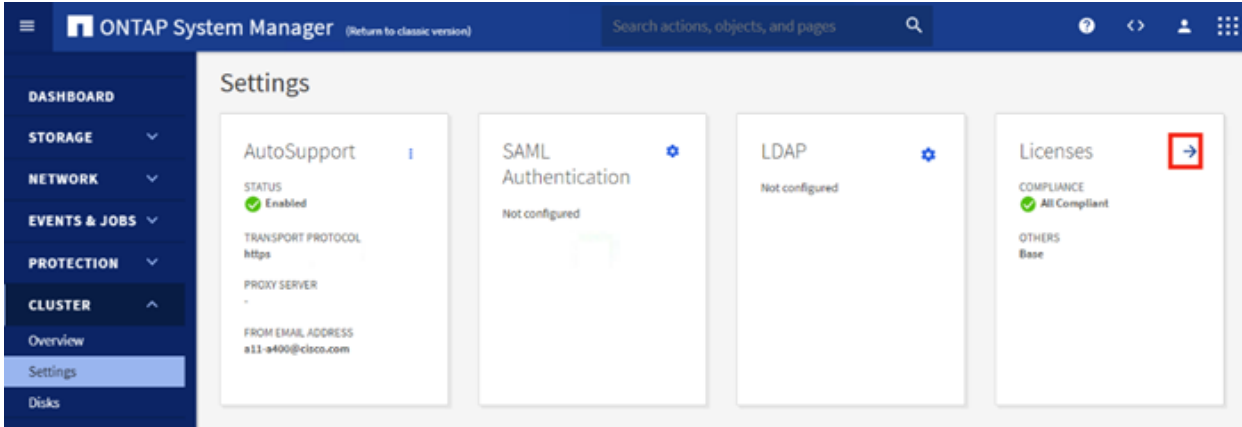 ONTAP System Manager (Return to classic version)
Search actions, objects, and pages
DASHBOARD
STORAGE
NETWORK
EVENTS & JOBS
PROTECTION
CLUSTER
Overview
Settings
Disks
Settings
AutoSupport
STATUS
Enabled
TRANSPORT PROTOCOL
https
PROXY SERVER
-
FROM EMAIL ADDRESS
a11-a400@cisco.com
SAML
Authentication
Not configured
LDAP
Not configured
Licenses
COMPLIANCE
All Compliant
OTHERS
Base